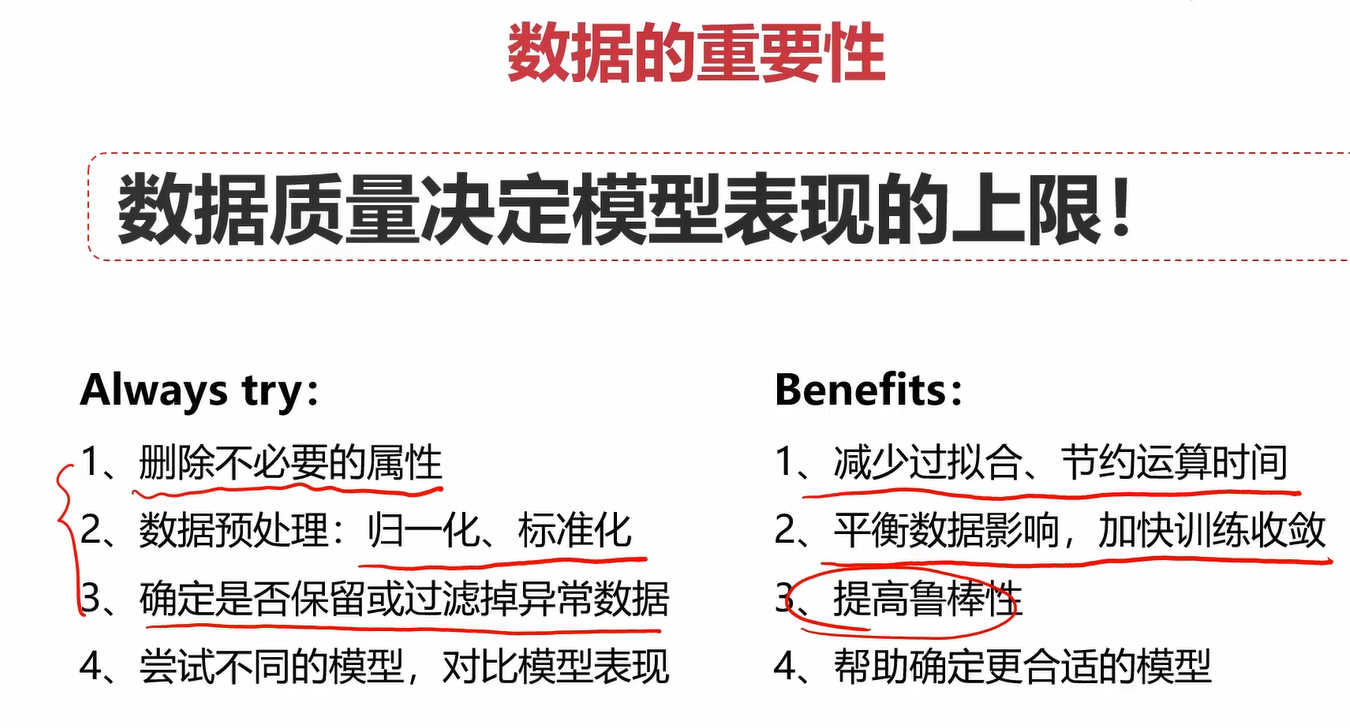 数据的重要性
数据质量决定模型表现的上限！
Always try：
1、删除不必要的属性
2、数据预处理：归一化、标准化
3、确定是否保留或过滤掉异常数据
4、尝试不同的模型，对比模型表现
Benefits：
1、减少过拟合、节约运算时间
2、平衡数据影响，加快训练收敛
3、提高鲁棒性
4、帮助确定更合适的模型